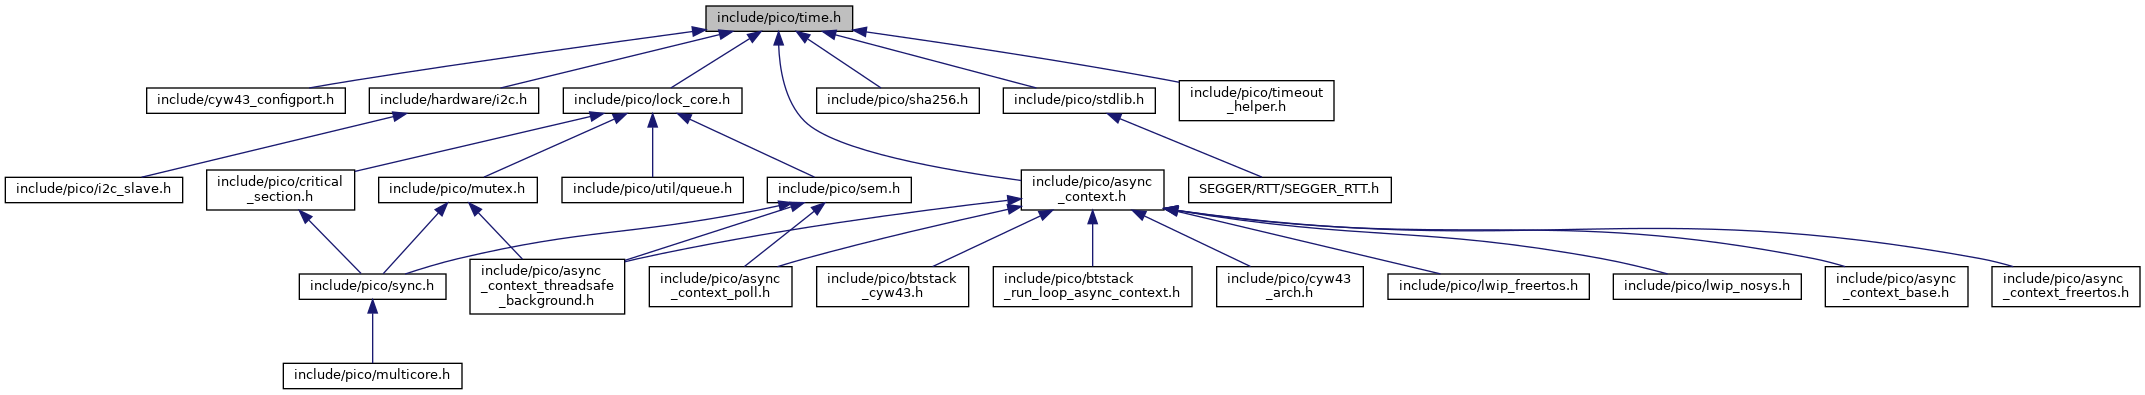 include/pico/time.h
include/cyw43_configport.h
include/hardware/i2c.h
include/pico/lock_core.h
include/pico/sha256.h
include/pico/stdlib.h
include/pico/timeout
_helper.h
include/pico/i2c_slave.h
include/pico/critical
_section.h
include/pico/mutex.h
include/pico/util/queue.h
include/pico/sem.h
include/pico/async
_context.h
SEGGER/RTT/SEGGER_RTT.h
include/pico/sync.h
include/pico/async
_context_threadsafe
_background.h
include/pico/async
_context_poll.h
include/pico/btstack
_cyw43.h
include/pico/btstack
_run_loop_async_context.h
include/pico/cyw43
_arch.h
include/pico/lwip_freertos.h
include/pico/lwip_nosys.h
include/pico/async
_context_base.h
include/pico/async
_context_freertos.h
include/pico/multicore.h